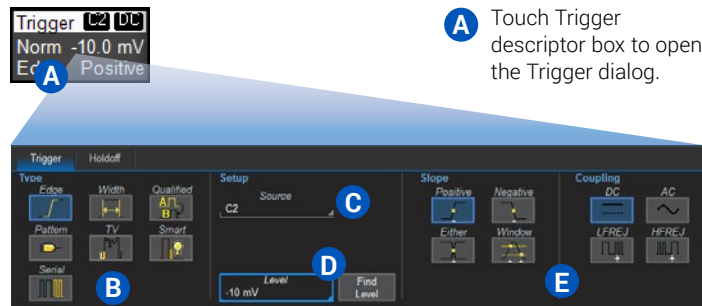 Trigger C2 DC
Norm -10.0 mV
Edge Positive
A
A Touch Trigger
descriptor box to open
the Trigger dialog.
Trigger Holdoff
Type
Edge Width Qualified
A
B
Pattern TV Smart
Serial
B
Setup
Source
C2
C
D
Level
-10 mV
Find
Level
Slope
Positive Negative
Either Window
E
Coupling
DC AC
LFREJ HFREJ